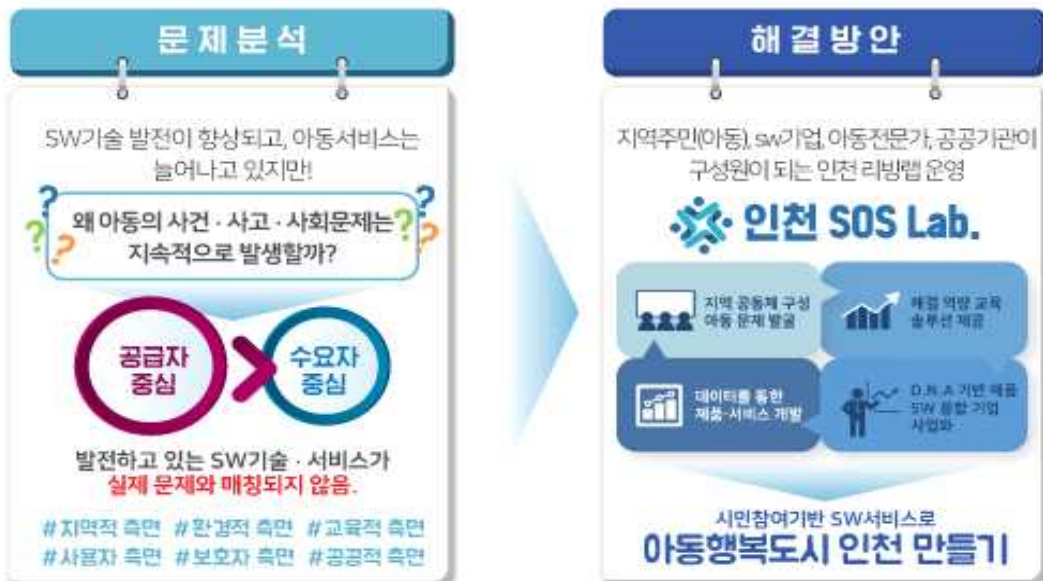 문제분석
SW기술 발전이 향상되고, 아동서비스는
늘어나고 있지만!
? ? ? ? ? ?
왜 아동의 사건 · 사고 · 사회문제는
지속적으로 발생할까?
공급자
중심
>
수요자
중심
발전하고 있는 SW기술 · 서비스가
실제 문제와 매칭되지 않음.
#지역적 측면 #환경적 측면 #교육적 측면
#사용자 측면 #보호자 측면 #공공적 측면
해결방안
지역주민(아동), sw기업, 아동전문가, 공공기관이
구성원이 되는 인천 리빙랩 운영
인천 SOS Lab.
지역 공동체 구성
아동 문제 발굴
해결 역량 교육
솔루션 제공
데이터를 통한
제품·서비스 개발
D.N.A 기반 제품
SW 융합 기업
사업화
시민참여기반 SW서비스로
아동행복도시 인천 만들기